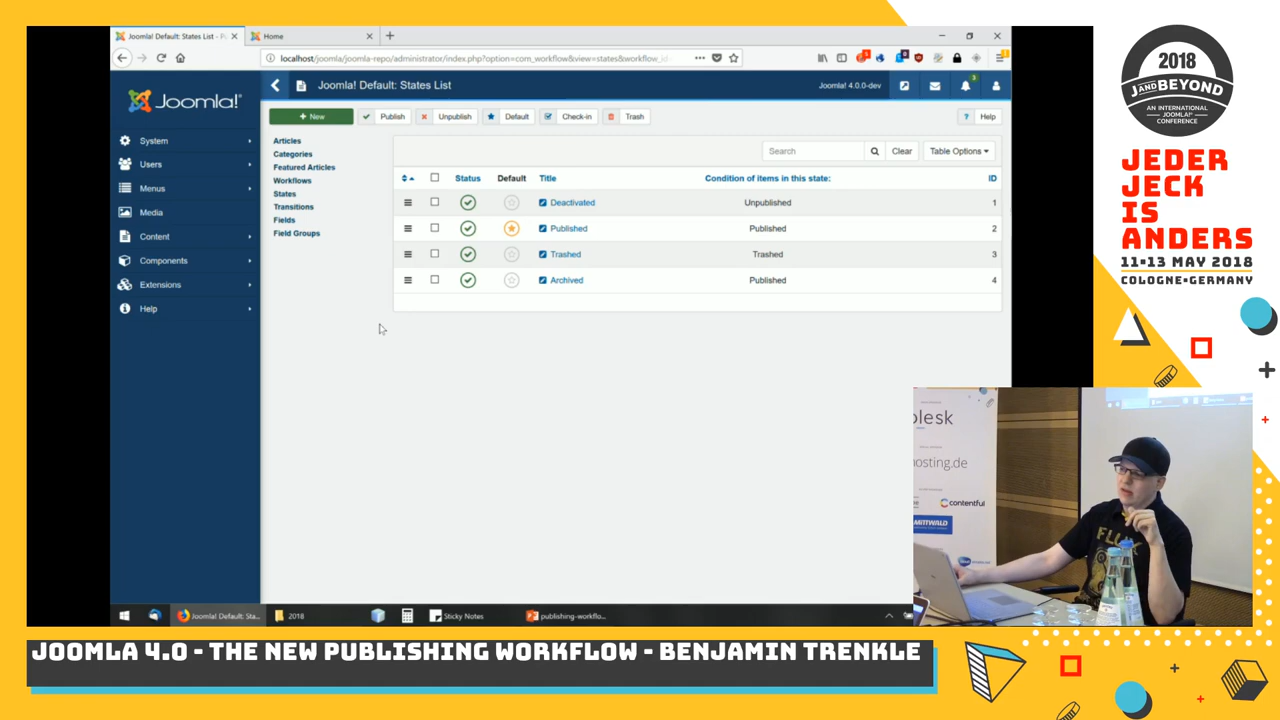 Joomla! Default: States List - P
Home
localhost/joomla/joomla-repo/administrator/index.php?option=com_workflow&view=states&workflow_id
Joomla!
Joomla! Default: States List
Joomla! 4.0.0-dev
3
New
Publish
Unpublish
Default
Check-in
Trash
? Help
System
Users
Menus
Media
Content
Components
Extensions
Help
Articles
Categories
Featured Articles
Workflows
States
Transitions
Fields
Field Groups
Search
Clear
Table Options
Status Default Title Condition of items in this state: ID
Deactivated Unpublished 1
Published Published 2
Trashed Trashed 3
Archived Published 4
Joomla! Default: Sta...
2018
Sticky Notes
publishing-workflo...
2018
J AND BEYOND
AN INTERNATIONAL
JOOMLA!
CONFERENCE
JEDER
JECK
IS
ANDERS
11-13 MAY 2018
COLOGNE-GERMANY
plesk
hosting.de
contentful
MITTWALD
FLUX
JOOMLA 4.0 - THE NEW PUBLISHING WORKFLOW - BENJAMIN TRENKLE